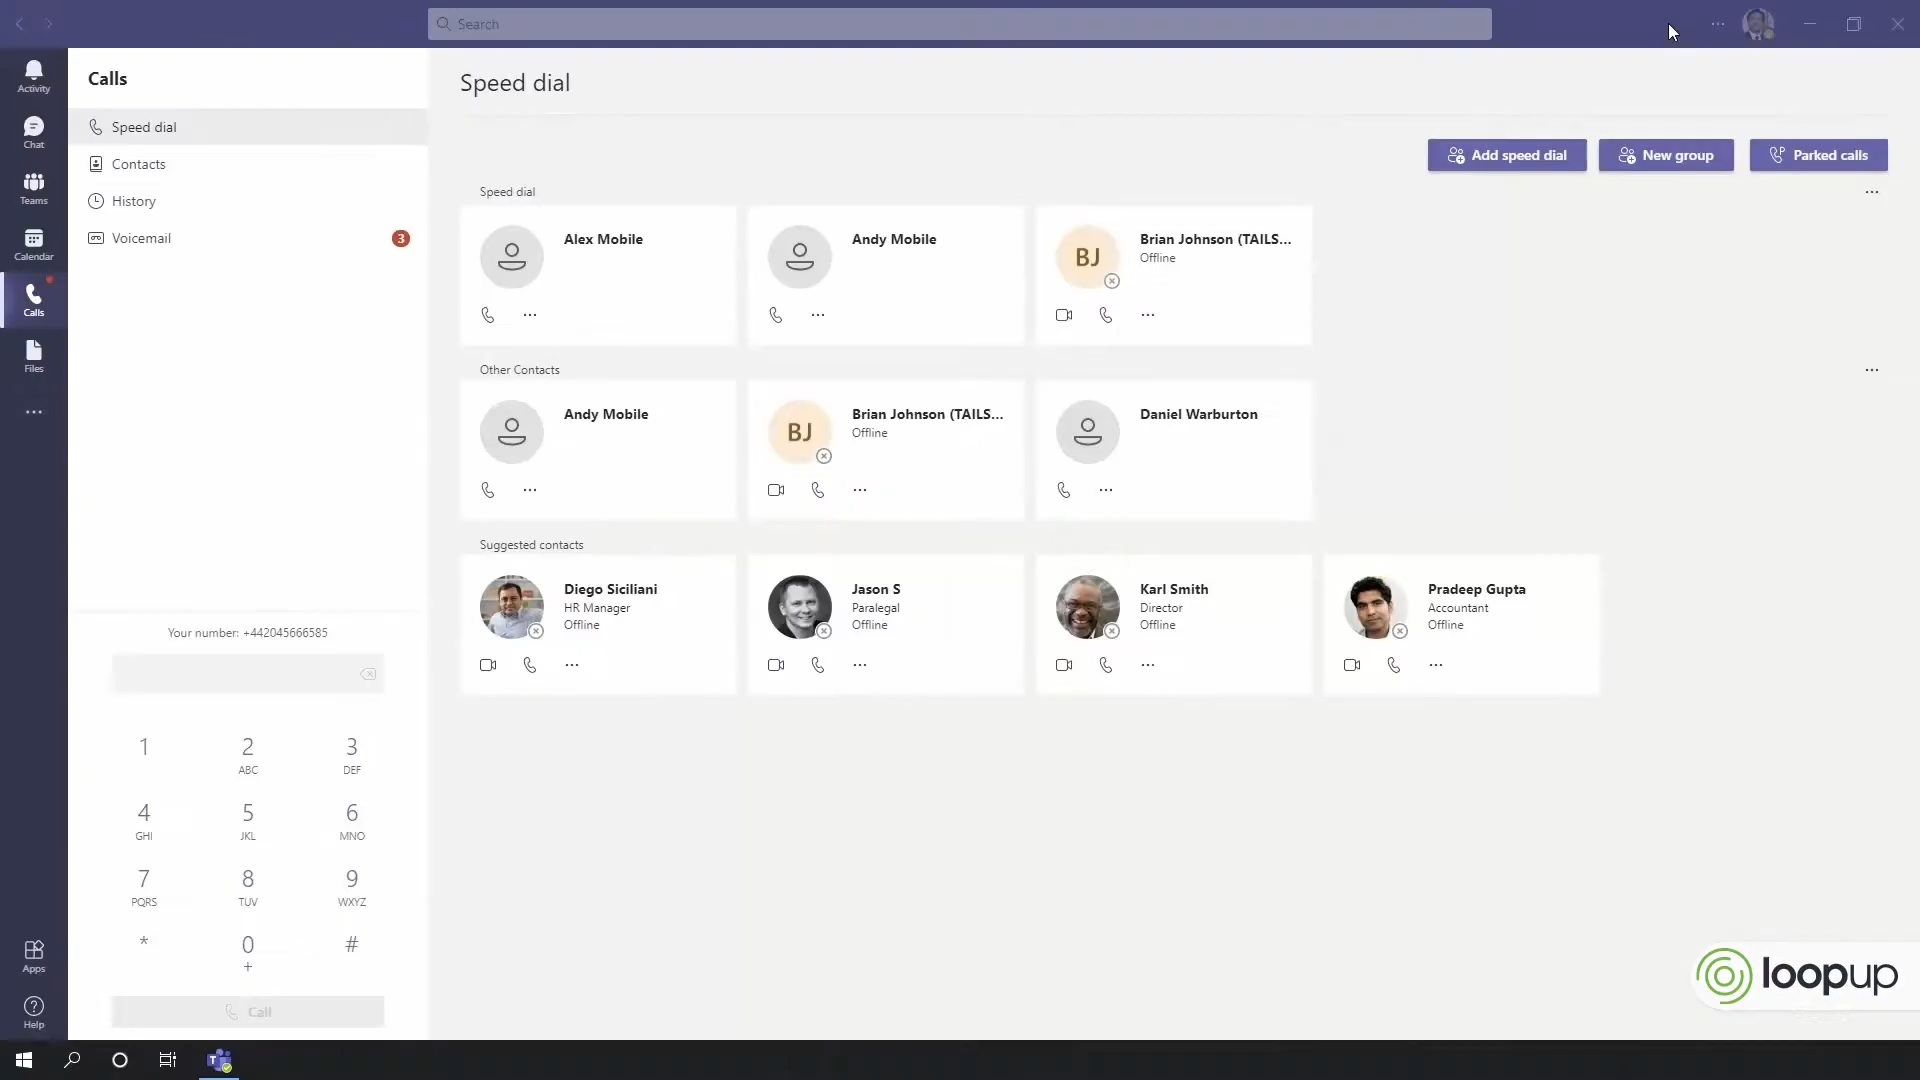 Search
Activity
Chat
Teams
Calendar
Calls
Files
Apps
Help
Calls
Speed dial
Contacts
History
Voicemail 3
Your number: +442045666585
1 2 3
ABC DEF
4 5 6
GHI JKL MNO
7 8 9
PQRS TUV WXYZ
* 0 #
+
Call
Speed dial
Add speed dial New group Parked calls
Speed dial
Alex Mobile
Andy Mobile
BJ
Brian Johnson (TAILS...
Offline
Other Contacts
Andy Mobile
BJ
Brian Johnson (TAILS...
Offline
Daniel Warburton
Suggested contacts
Diego Siciliani
HR Manager
Offline
Jason S
Paralegal
Offline
Karl Smith
Director
Offline
Pradeep Gupta
Accountant
Offline
loopup
T